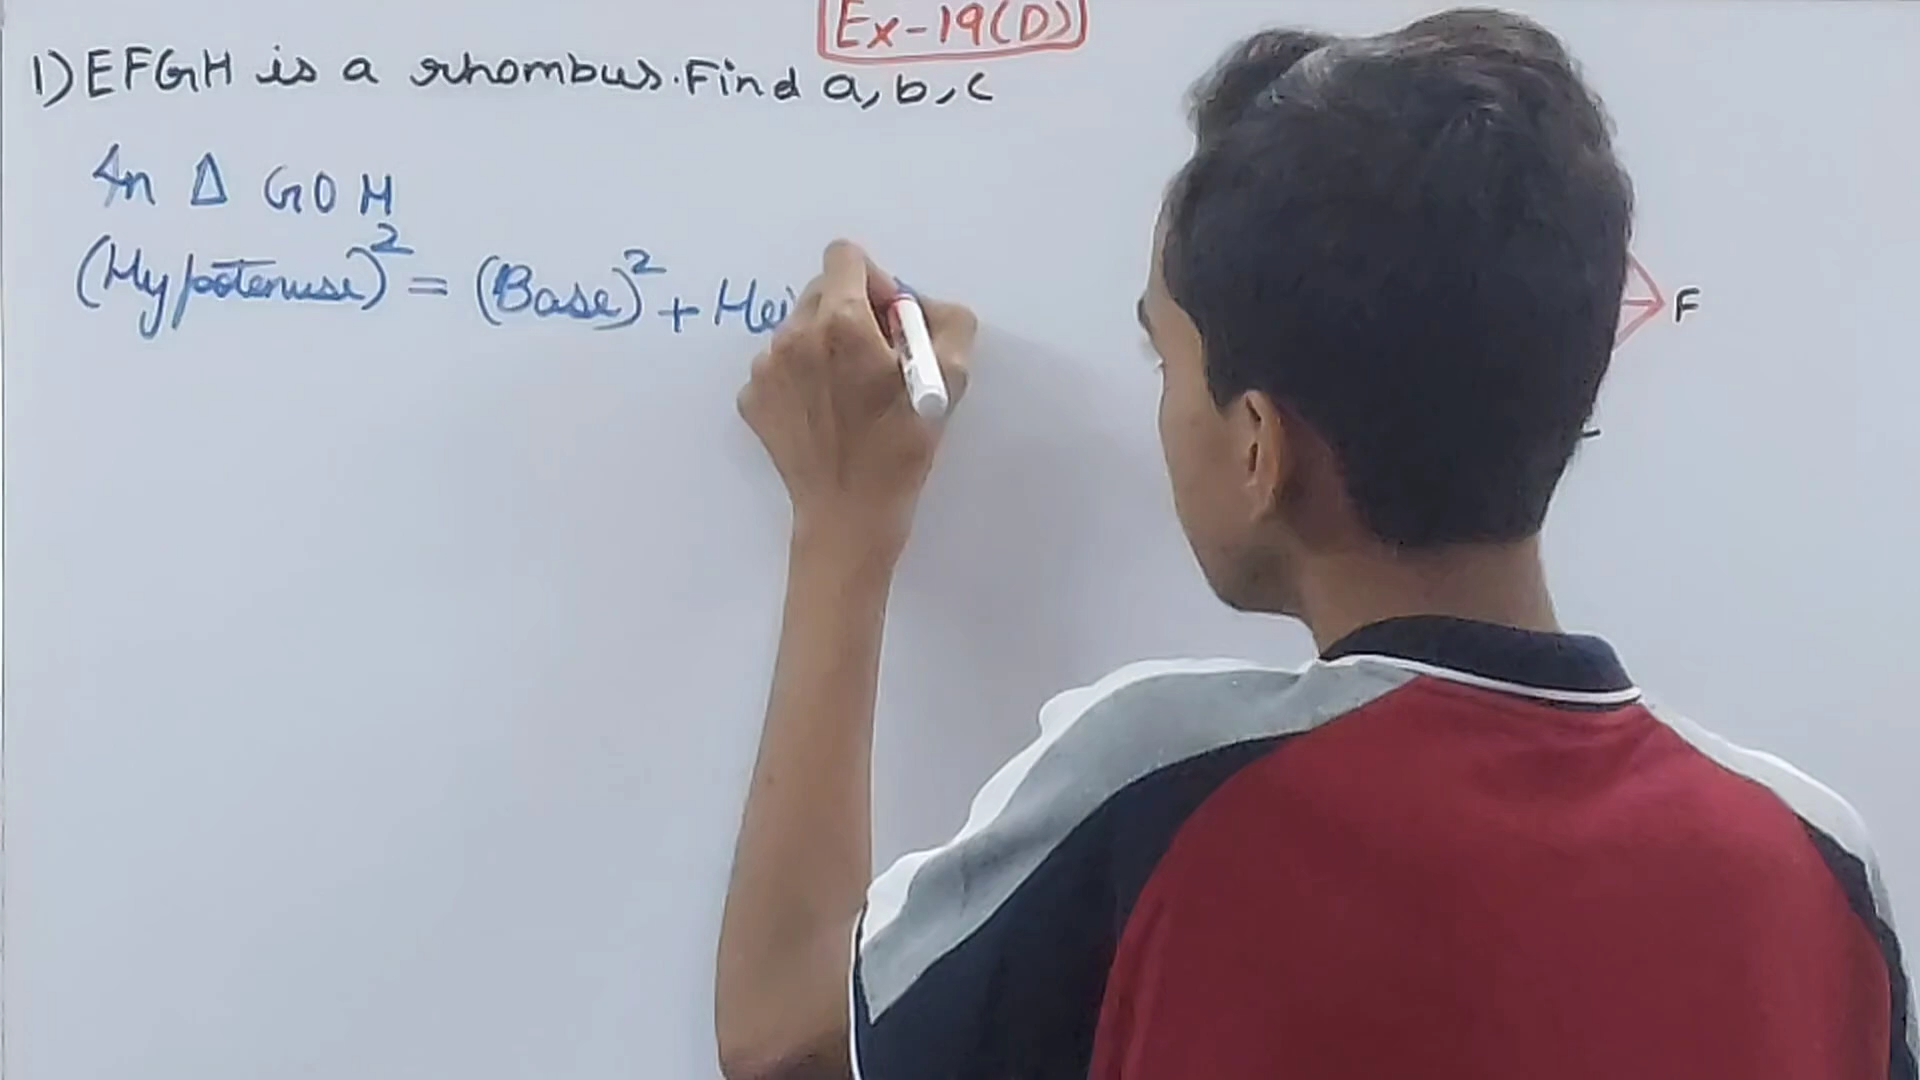 Ex-19(D)
1) EFGH is a rhombus. Find a, b, c
In Δ GOH
(Hypotenuse)² = (Base)² + Hei
F